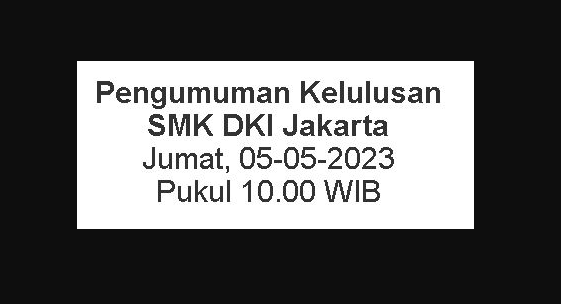 Pengumuman Kelulusan
SMK DKI Jakarta
Jumat, 05-05-2023
Pukul 10.00 WIB